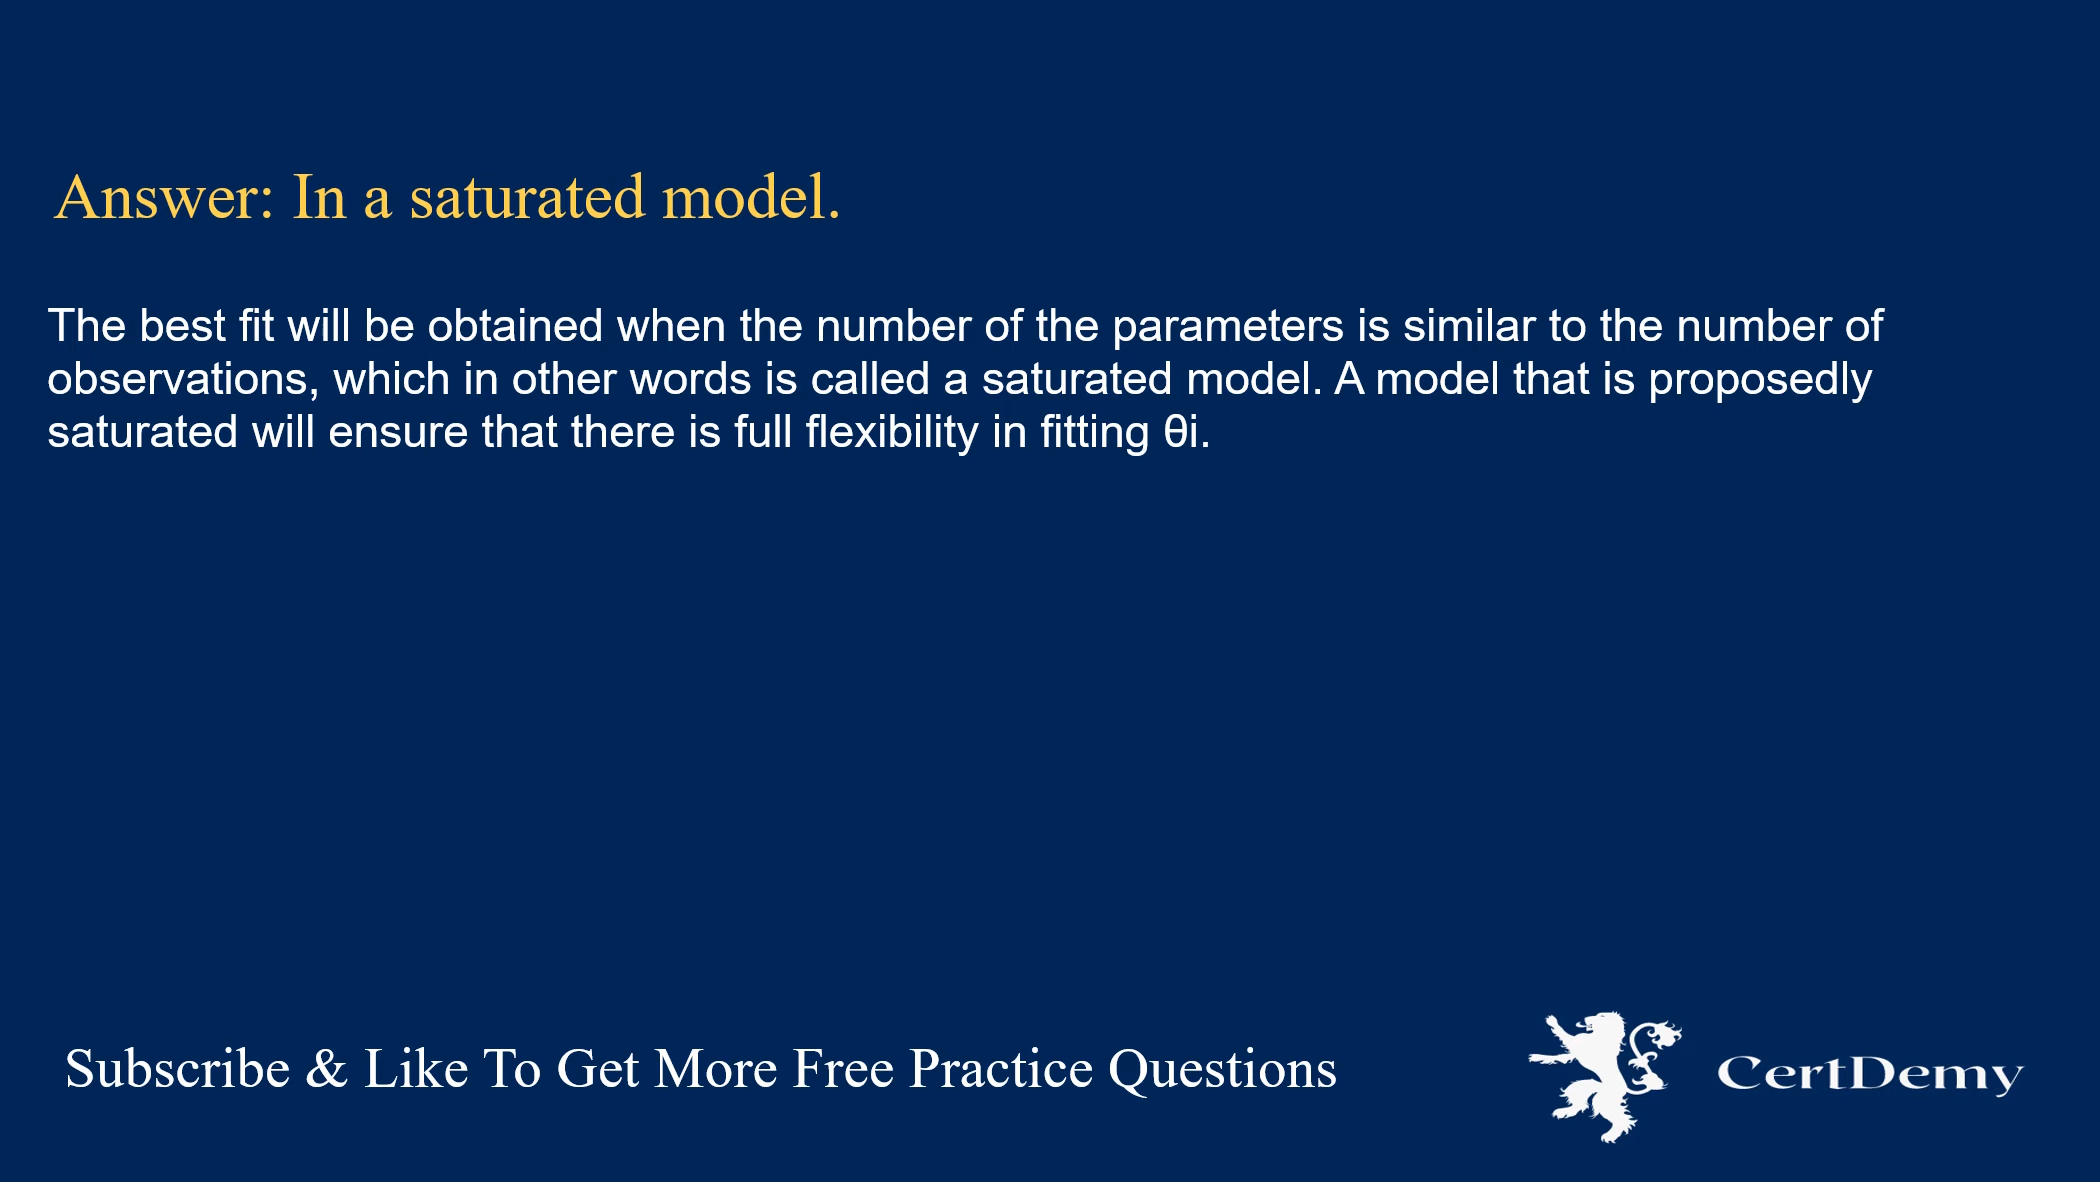 Answer: In a saturated model.
The best fit will be obtained when the number of the parameters is similar to the number of
observations, which in other words is called a saturated model. A model that is proposedly
saturated will ensure that there is full flexibility in fitting θi.
Subscribe & Like To Get More Free Practice Questions
CertDemy